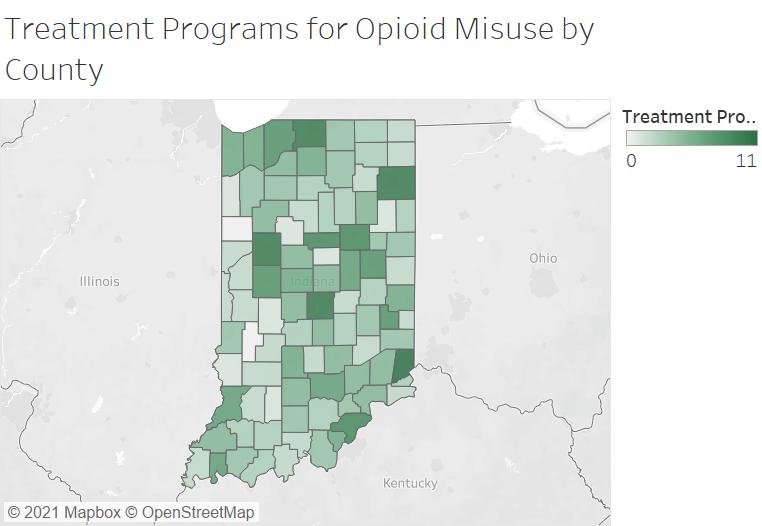 Treatment Programs for Opioid Misuse by
County
Treatment Pro..
0 11
Ohio
Illinois
Indiana
Kentucky
© 2021 Mapbox © OpenStreetMap